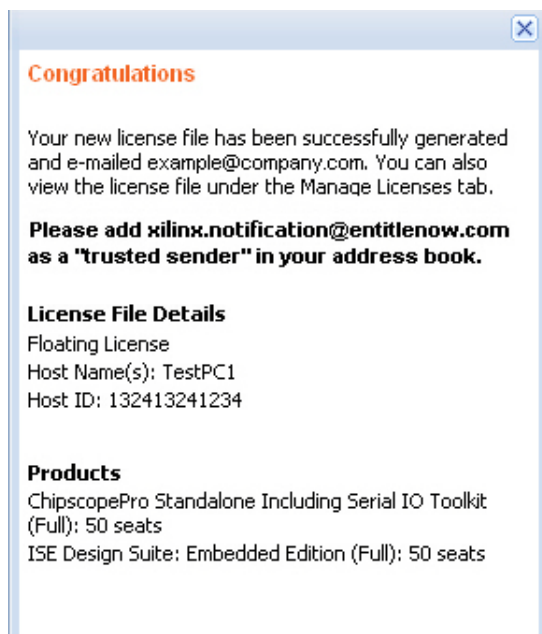 Congratulations
Your new license file has been successfully generated
and e-mailed example@company.com. You can also
view the license file under the Manage Licenses tab.
Please add xilinx.notification@entitlenow.com
as a "trusted sender" in your address book.
License File Details
Floating License
Host Name(s): TestPC1
Host ID: 132413241234
Products
ChipscopePro Standalone Including Serial IO Toolkit
(Full): 50 seats
ISE Design Suite: Embedded Edition (Full): 50 seats